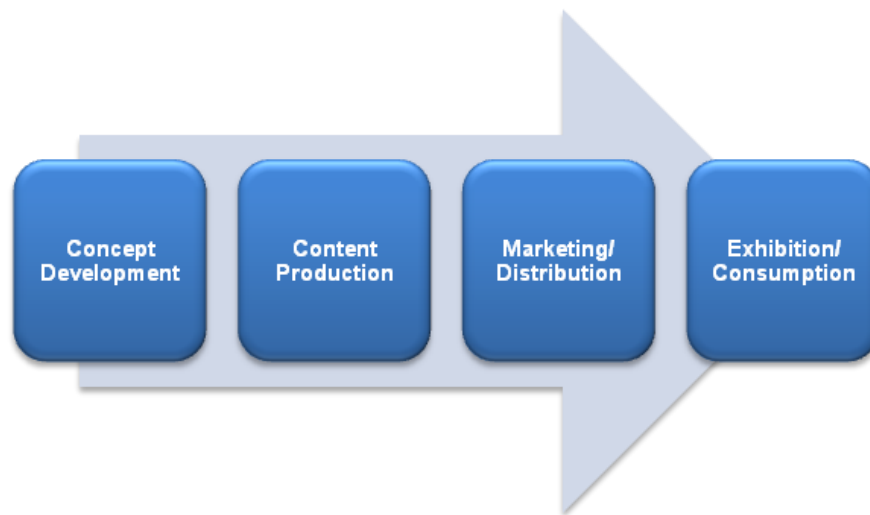 Concept
Development
Content
Production
Marketing/
Distribution
Exhibition/
Consumption